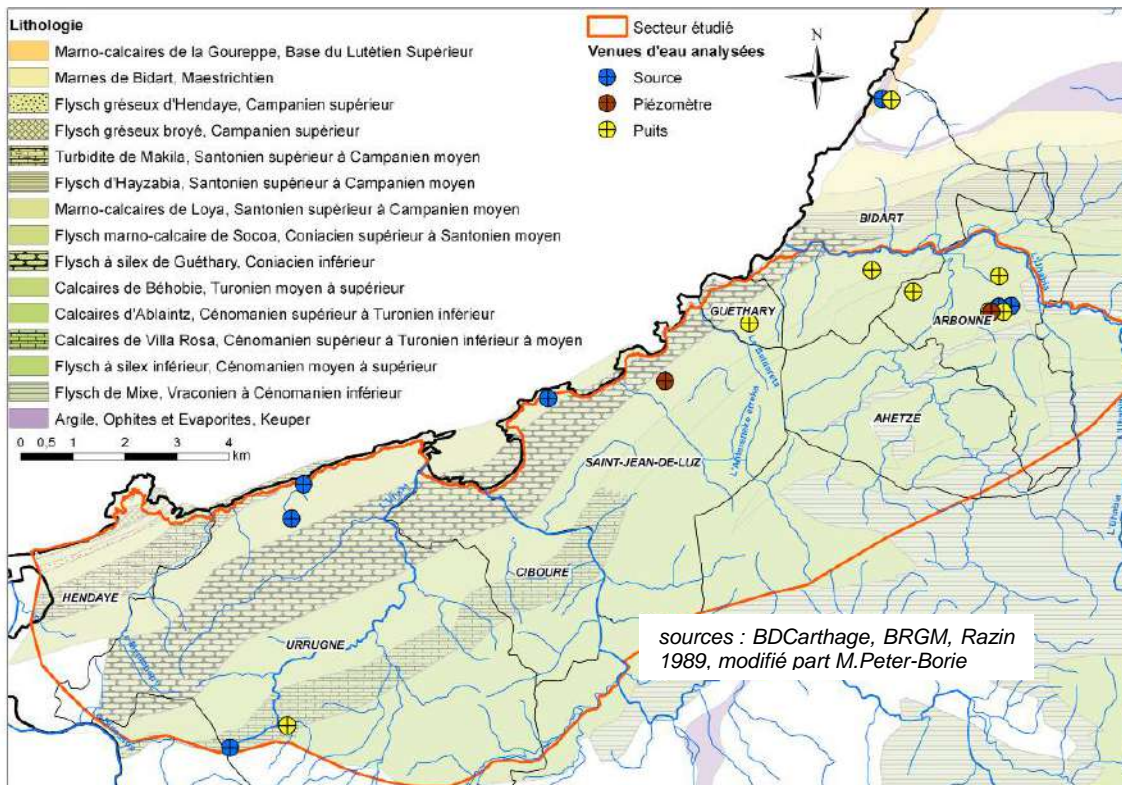 Lithologie
Marno-calcaires de la Goureppe, Base du Lutétien Supérieur
Marnes de Bidart, Maestrichtien
Flysch gréseux d'Hendaye, Campanien supérieur
Flysch gréseux broyé, Campanien supérieur
Turbidite de Makila, Santonien supérieur à Campanien moyen
Flysch d'Hayzabia, Santonien supérieur à Campanien moyen
Marno-calcaires de Loya, Santonien supérieur à Campanien moyen
Flysch marno-calcaire de Socoa, Coniacien supérieur à Santonien moyen
Flysch à silex de Guéthary, Coniacien inférieur
Calcaires de Béhobie, Turonien moyen à supérieur
Calcaires d'Ablaintz, Cénomanien supérieur à Turonien inférieur
Calcaires de Villa Rosa, Cénomanien supérieur à Turonien inférieur à moyen
Flysch à silex inférieur, Cénomanien moyen à supérieur
Flysch de Mixe, Vraconien à Cénomanien inférieur
Argile, Ophites et Evaporites, Keuper
0 0,5 1 2 3 4
km
Secteur étudié
Venues d'eau analysées
Source
Piézomètre
Puits
N
BIDART
L'Uhabia
GUÉTHARY
ARBONNE
AHETZE
SAINT-JEAN-DE-LUZ
L'Uhabia
CIBOURE
HENDAYE
URRUGNE
sources : BDCarthage, BRGM, Razin
1989, modifié part M.Peter-Borie